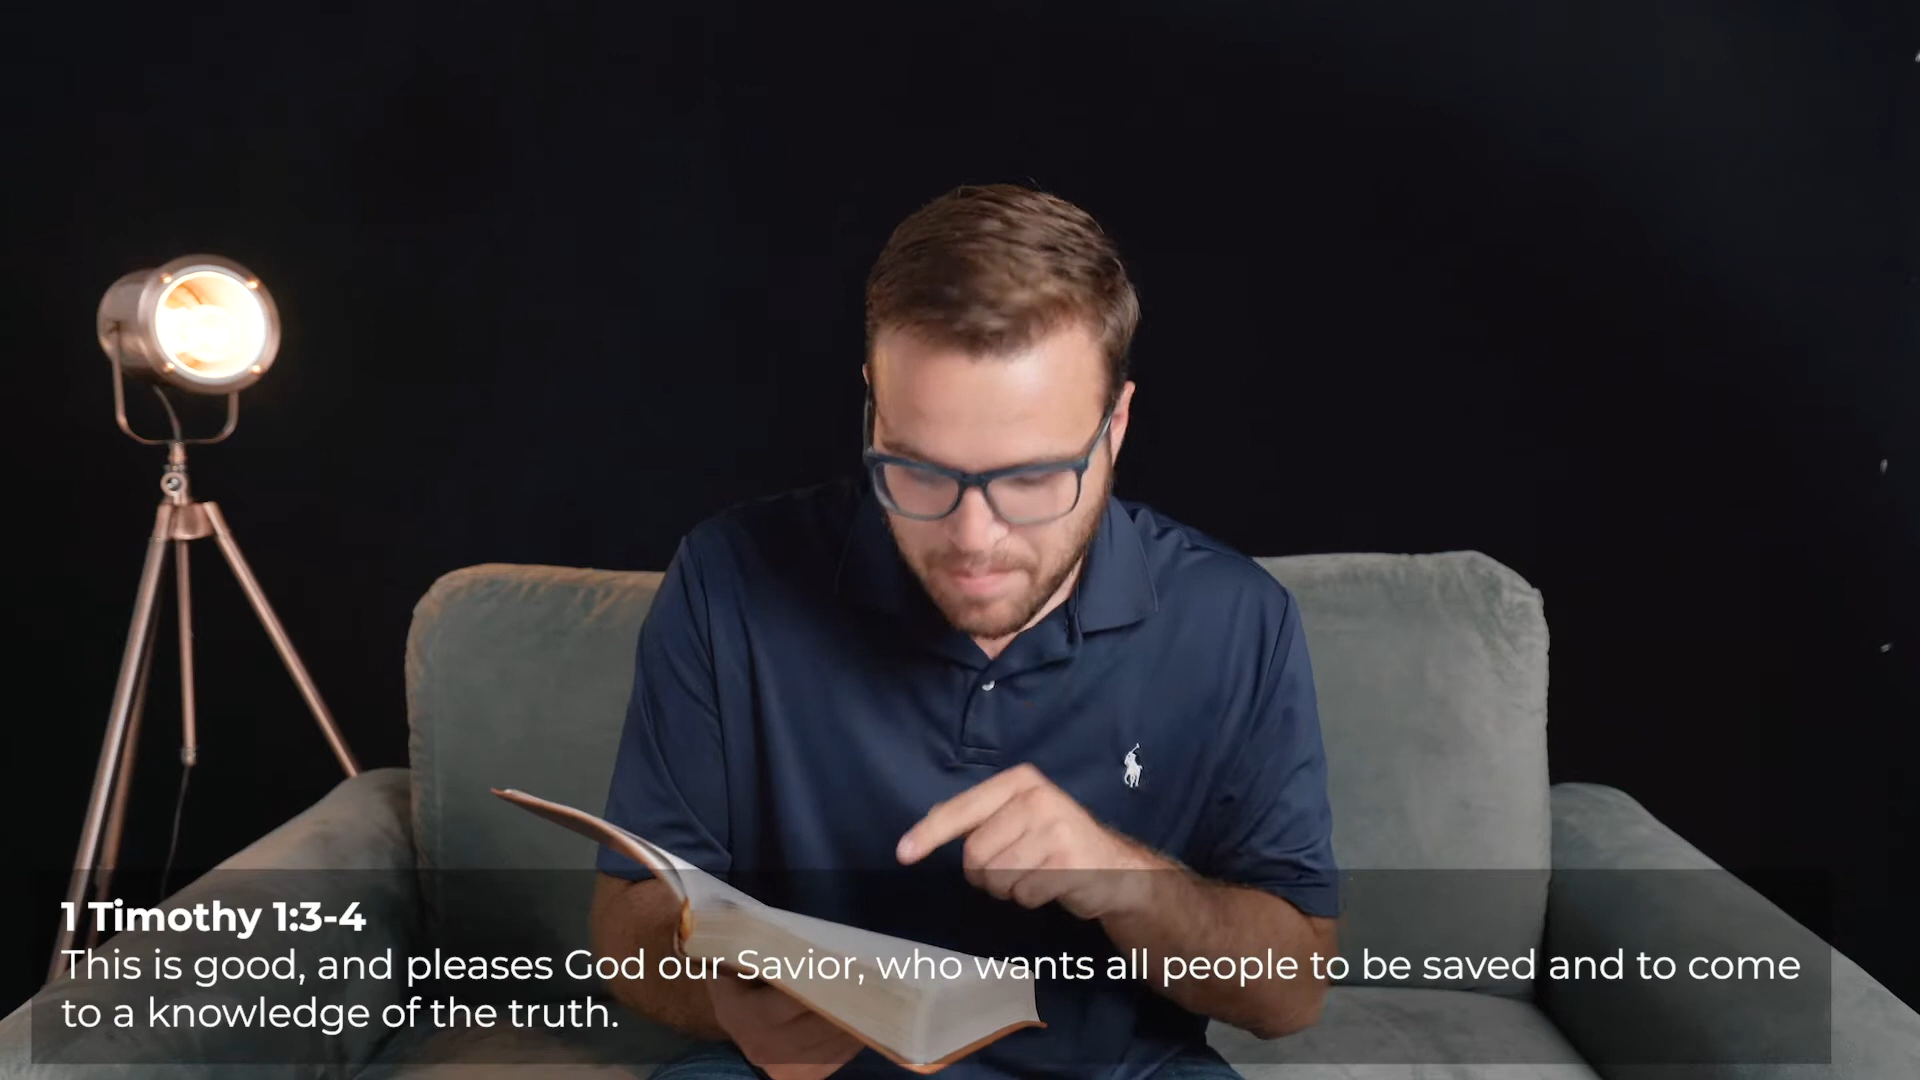 1 Timothy 1:3-4
This is good, and pleases God our Savior, who wants all people to be saved and to come
to a knowledge of the truth.